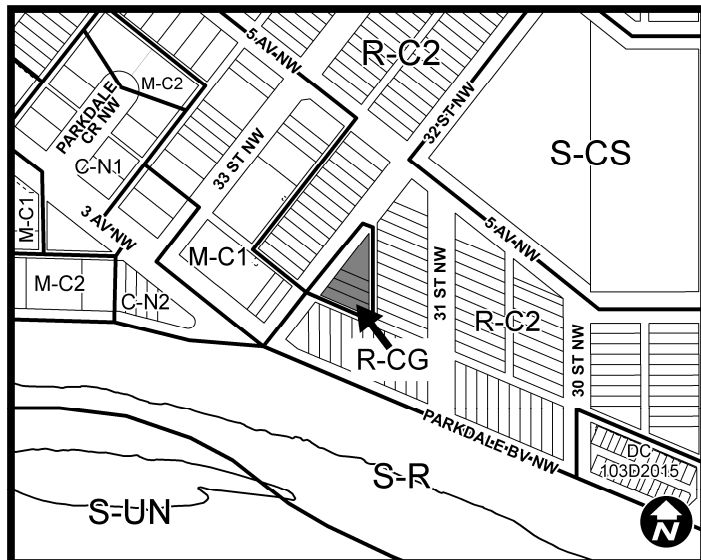 5 AV NW
R-C2
M-C2
PARKDALE
CR NW
32 ST NW
S-CS
C-N1
33 ST NW
M-C1
3 AV NW
5 AV NW
M-C1
M-C2
C-N2
31 ST NW
R-C2
R-CG
30 ST NW
PARKDALE BV NW
DC
103D2015
S-R
S-UN
N